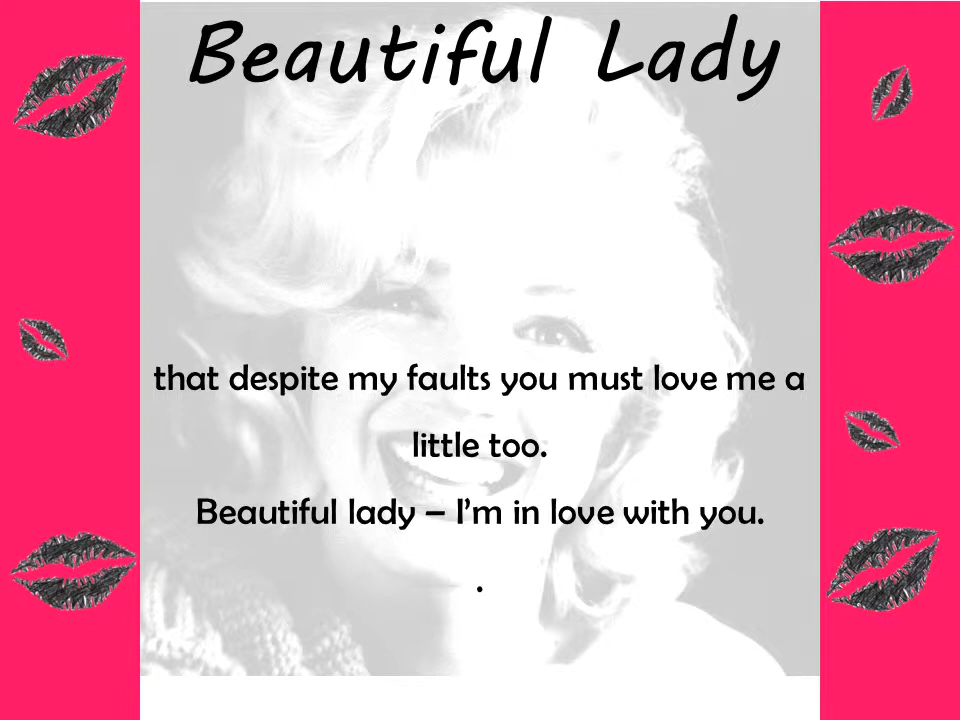 Beautiful Lady
that despite my faults you must love me a
little too.
Beautiful lady – I’m in love with you.
.